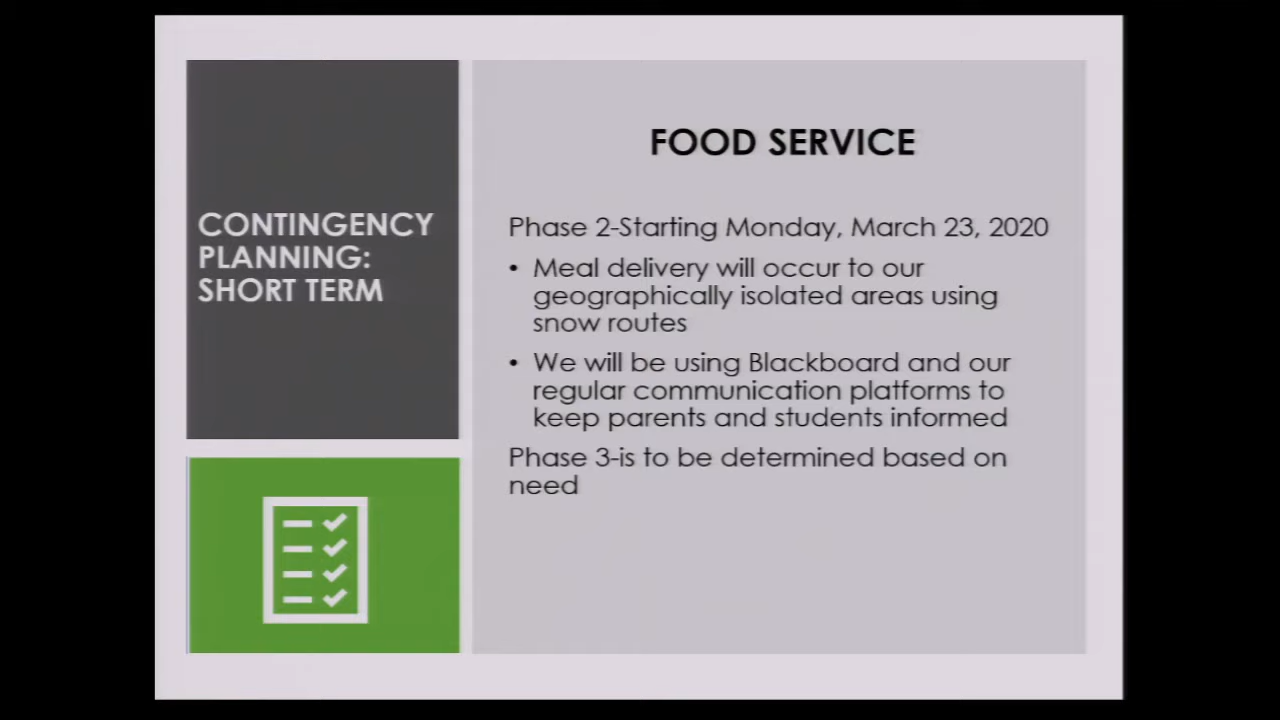 CONTINGENCY
PLANNING:
SHORT TERM
FOOD SERVICE
Phase 2-Starting Monday, March 23, 2020
• Meal delivery will occur to our
geographically isolated areas using
snow routes
• We will be using Blackboard and our
regular communication platforms to
keep parents and students informed
Phase 3-is to be determined based on
need